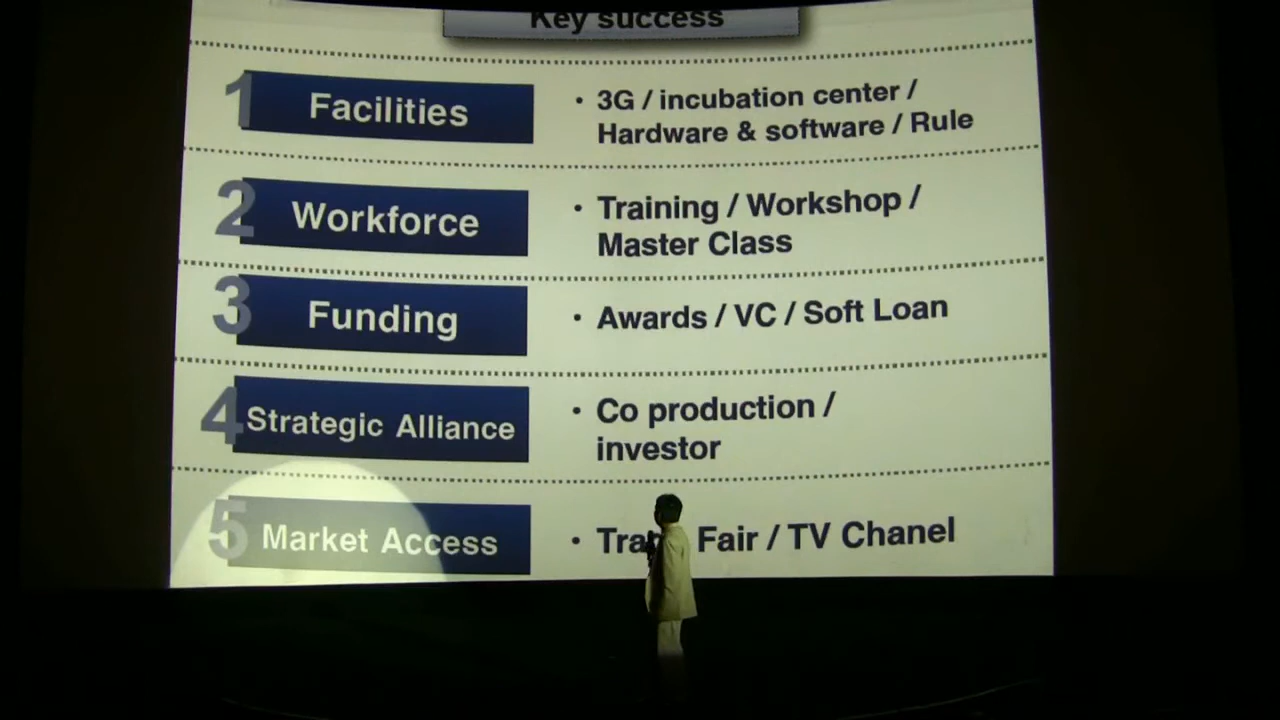 Key success
1 Facilities
• 3G / incubation center /
Hardware & software / Rule
2 Workforce
• Training / Workshop /
Master Class
3 Funding
• Awards / VC / Soft Loan
4 Strategic Alliance
• Co production /
investor
5 Market Access
• Fair / TV Chanel